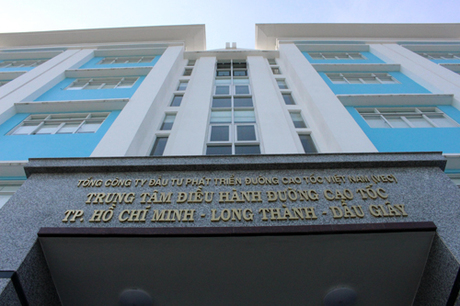 TỔNG CÔNG TY ĐẦU TƯ PHÁT TRIỂN ĐƯỜNG CAO TỐC VIỆT NAM (VEC)
TRUNG TÂM ĐIỀU HÀNH ĐƯỜNG CAO TỐC
TP. HỒ CHÍ MINH - LONG THÀNH - DẦU GIÂY